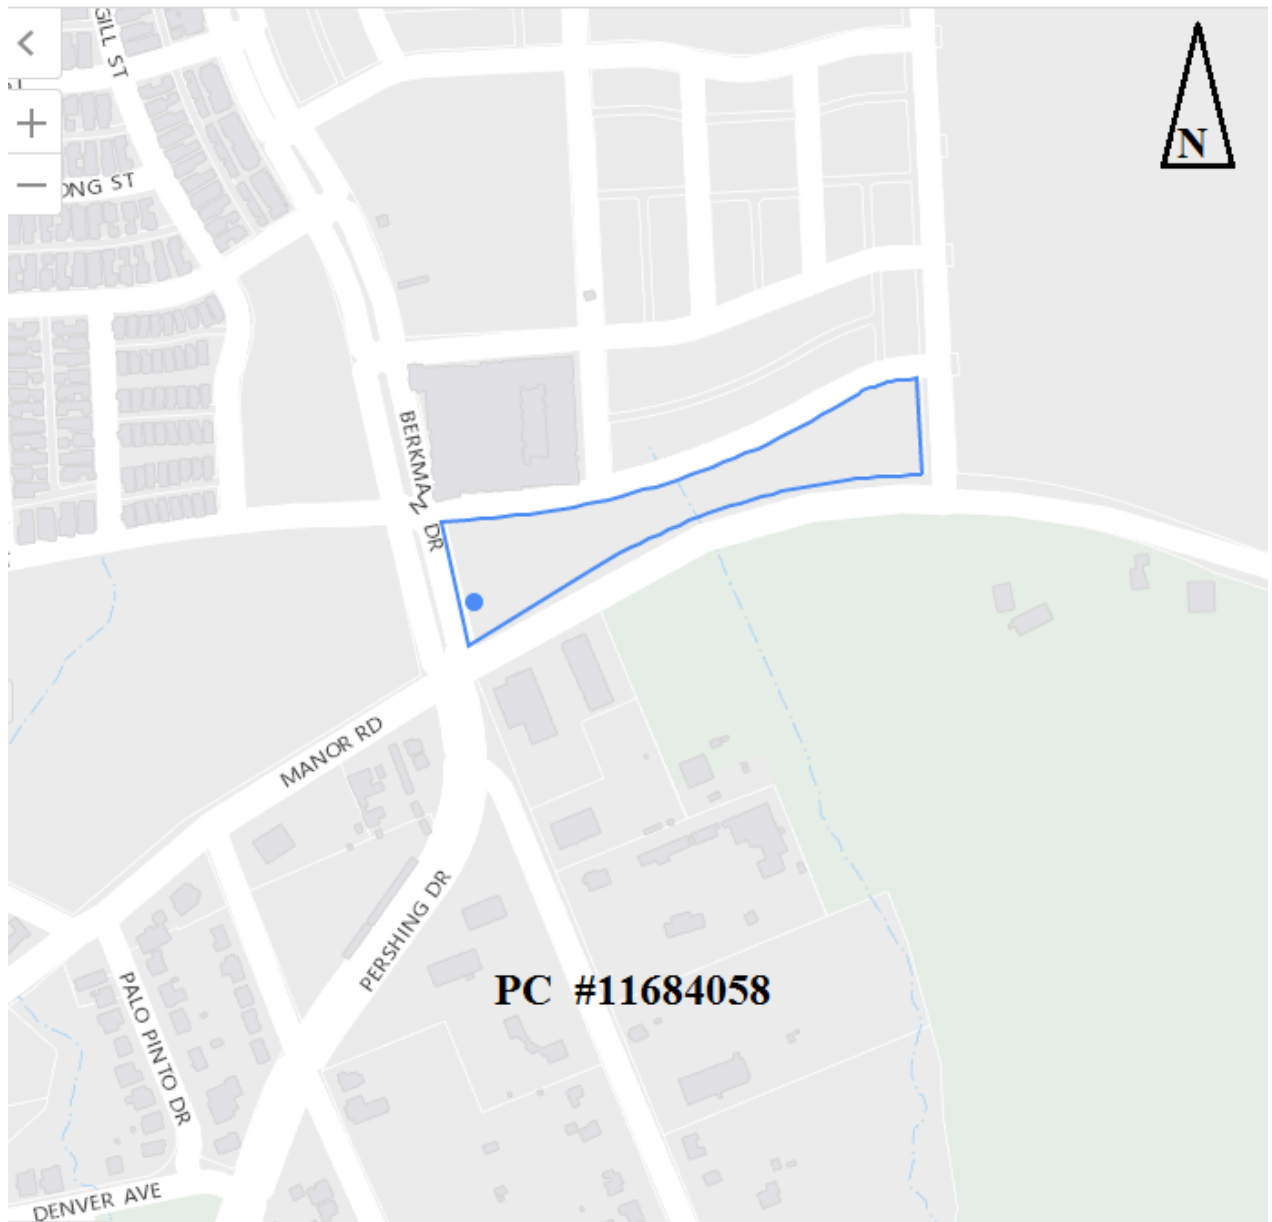 GILL ST
N
ONG ST
BERKMAN DR
MANOR RD
PERSHING DR
PC #11684058
PALO PINTO DR
DENVER AVE